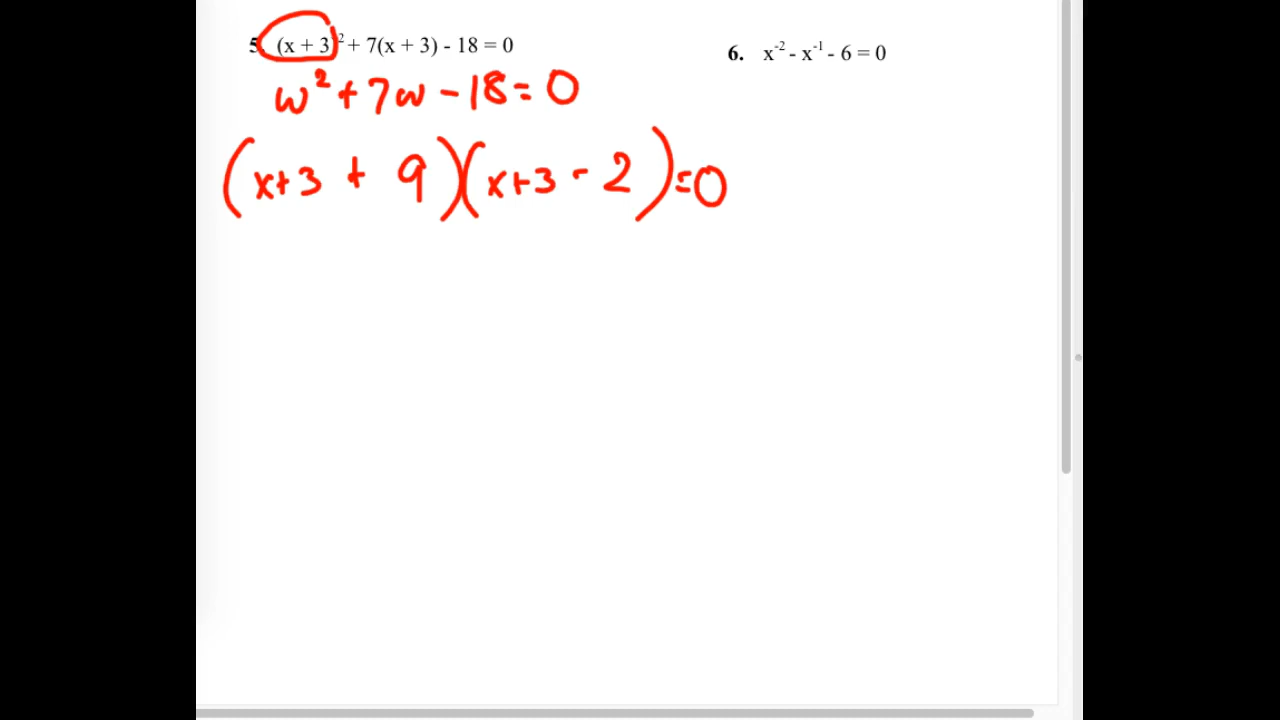 5. (x + 3)² + 7(x + 3) - 18 = 0
6. x⁻² - x⁻¹ - 6 = 0
w² + 7w - 18 = 0
(x+3 + 9)(x+3 - 2) = 0